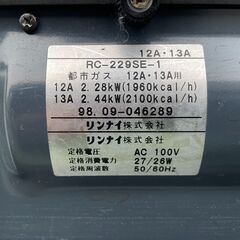 12A・13A
RC-229SE-1
都市ガス 12A・13A用
12A 2.28kW(1960kcal/h)
13A 2.44kW(2100kcal/h)
98.09-046289
リンナイ株式会社
リンナイ株式会社
定格電圧 AC 100V
定格消費電力 27/26W
定格周波数 50/60Hz